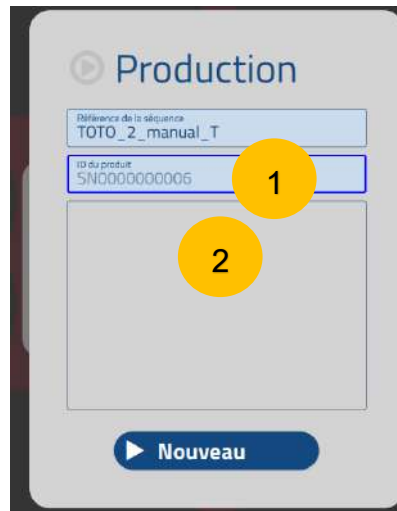 Production
Référence de la séquence
TOTO_2_manual_T
ID du produit
SN0000000006
1
2
Nouveau